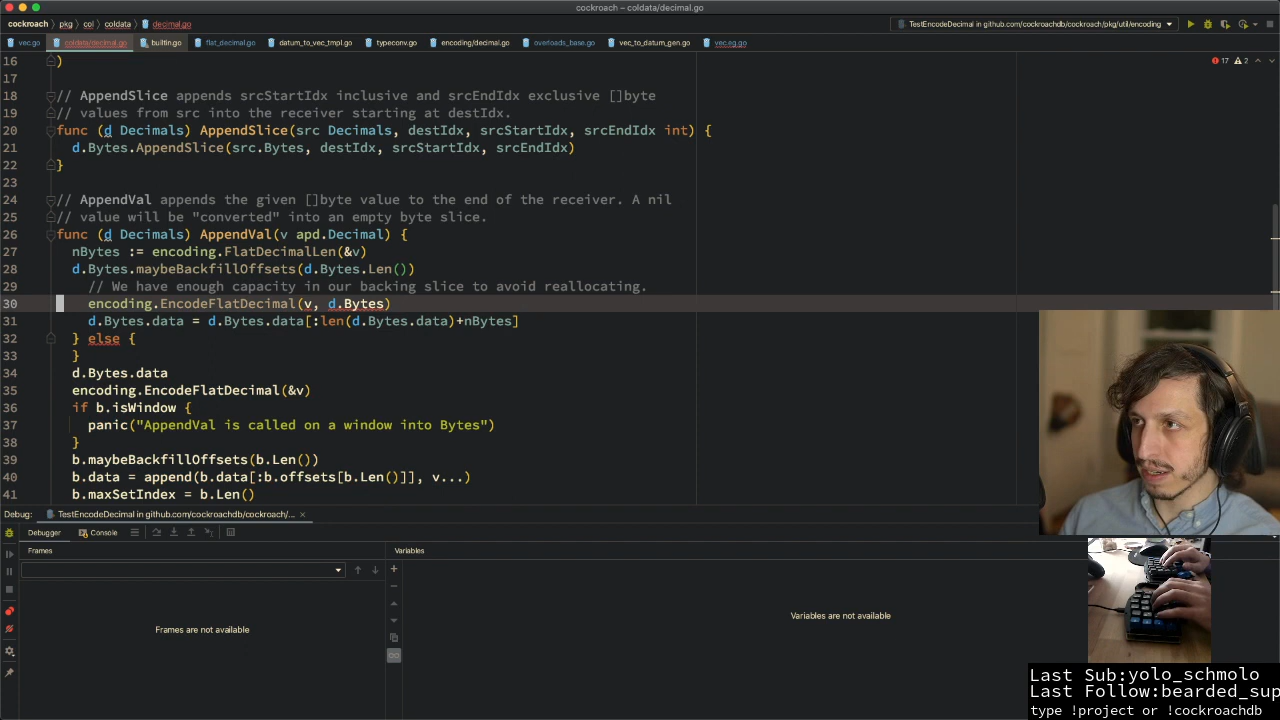 cockroach – coldata/decimal.go
cockroach › pkg › col › coldata › decimal.go
TestEncodeDecimal in github.com/cockroachdb/cockroach/pkg/util/encoding
vec.go coldata/decimal.go builtin.go flat_decimal.go datum_to_vec_tmpl.go typeconv.go encoding/decimal.go overloads_base.go vec_to_datum_gen.go vec.eg.go
17 2
16 )
17
18 // AppendSlice appends srcStartIdx inclusive and srcEndIdx exclusive []byte
19 // values from src into the receiver starting at destIdx.
20 func (d Decimals) AppendSlice(src Decimals, destIdx, srcStartIdx, srcEndIdx int) {
21 d.Bytes.AppendSlice(src.Bytes, destIdx, srcStartIdx, srcEndIdx)
22 }
23
24 // AppendVal appends the given []byte value to the end of the receiver. A nil
25 // value will be "converted" into an empty byte slice.
26 func (d Decimals) AppendVal(v apd.Decimal) {
27 nBytes := encoding.FlatDecimalLen(&v)
28 d.Bytes.maybeBackfillOffsets(d.Bytes.Len())
29 // We have enough capacity in our backing slice to avoid reallocating.
30 encoding.EncodeFlatDecimal(v, d.Bytes)
31 d.Bytes.data = d.Bytes.data[:len(d.Bytes.data)+nBytes]
32 } else {
33 }
34 d.Bytes.data
35 encoding.EncodeFlatDecimal(&v)
36 if b.isWindow {
37 panic("AppendVal is called on a window into Bytes")
38 }
39 b.maybeBackfillOffsets(b.Len())
40 b.data = append(b.data[:b.offsets[b.Len()]], v...)
41 b.maxSetIndex = b.Len()
Debug: TestEncodeDecimal in github.com/cockroachdb/cockroach/...
Debugger Console
Frames Variables
Frames are not available
Variables are not available
Last Sub:yolo_schmolo
Last Follow:bearded_sup
type !project or !cockroachdb